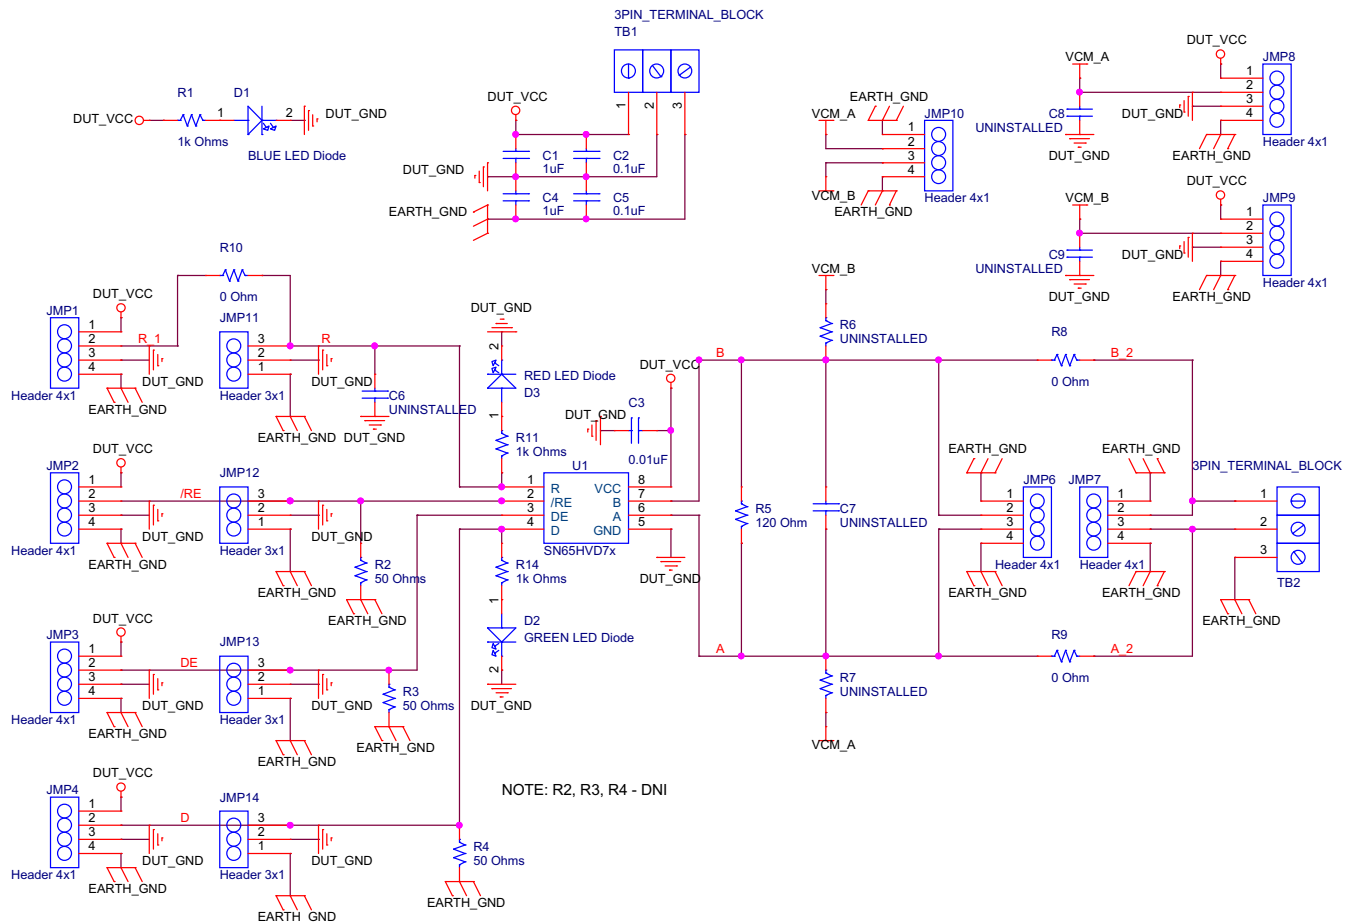 3PIN_TERMINAL_BLOCK
TB1
1
2
3
DUT_VCC
DUT_GND
EARTH_GND
C1
1uF
C2
0.1uF
C4
1uF
C5
0.1uF
R1
D1
DUT_VCC
1
2
DUT_GND
1k Ohms
BLUE LED Diode
EARTH_GND
VCM_A
JMP10
1
2
3
4
VCM_B
EARTH_GND
Header 4x1
VCM_A
C8
UNINSTALLED
DUT_GND
DUT_VCC
JMP8
1
2
3
4
DUT_GND
EARTH_GND
Header 4x1
VCM_B
C9
UNINSTALLED
DUT_GND
DUT_VCC
JMP9
1
2
3
4
DUT_GND
EARTH_GND
Header 4x1
R10
0 Ohm
DUT_VCC
JMP1
1
2
3
4
R_1
DUT_GND
EARTH_GND
Header 4x1
JMP11
3
2
1
R
DUT_GND
EARTH_GND
Header 3x1
C6
UNINSTALLED
DUT_GND
DUT_GND
2
RED LED Diode
D3
1
R11
1k Ohms
DUT_VCC
DUT_GND
C3
0.01uF
U1
1
2
3
4
R
/RE
DE
D
VCC
B
A
GND
8
7
6
5
SN65HVD7x
DUT_GND
R14
1k Ohms
1
D2
GREEN LED Diode
2
DUT_GND
DUT_VCC
JMP2
1
2
3
4
/RE
DUT_GND
EARTH_GND
Header 4x1
JMP12
3
2
1
DUT_GND
EARTH_GND
Header 3x1
R2
50 Ohms
EARTH_GND
DUT_VCC
JMP3
1
2
3
4
DE
DUT_GND
EARTH_GND
Header 4x1
JMP13
3
2
1
DUT_GND
EARTH_GND
Header 3x1
R3
50 Ohms
EARTH_GND
DUT_VCC
JMP4
1
2
3
4
D
DUT_GND
EARTH_GND
Header 4x1
JMP14
3
2
1
DUT_GND
EARTH_GND
Header 3x1
R4
50 Ohms
EARTH_GND
NOTE: R2, R3, R4 - DNI
VCM_B
R6
UNINSTALLED
B
R8
0 Ohm
B_2
R5
120 Ohm
C7
UNINSTALLED
EARTH_GND
JMP6
1
2
3
4
Header 4x1
EARTH_GND
EARTH_GND
JMP7
1
2
3
4
Header 4x1
EARTH_GND
3PIN_TERMINAL_BLOCK
1
2
3
TB2
EARTH_GND
A
R9
0 Ohm
A_2
R7
UNINSTALLED
VCM_A